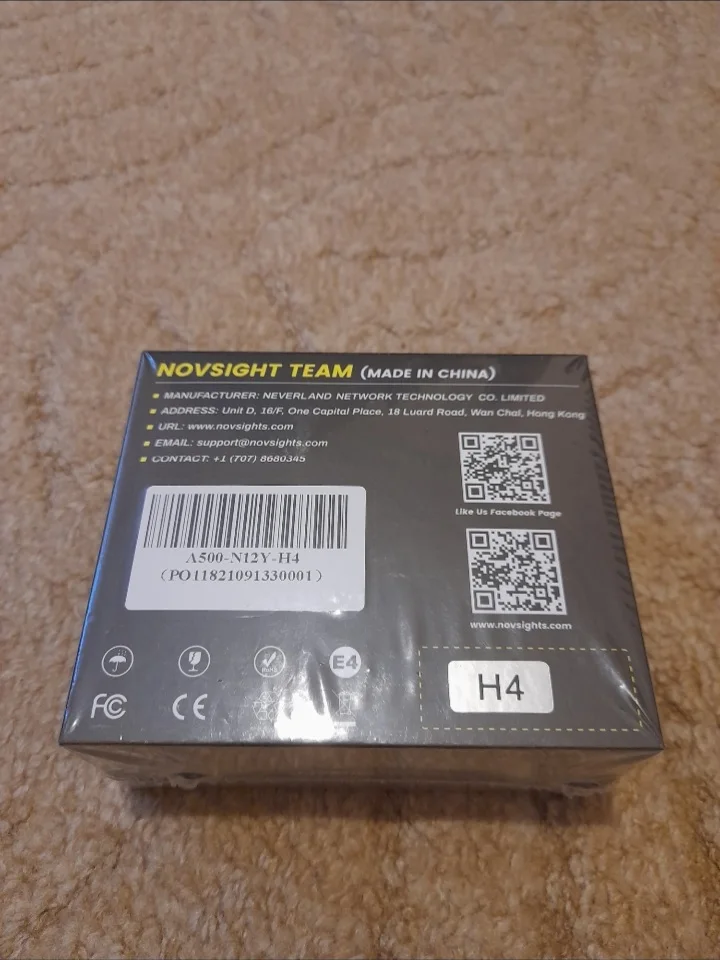 NOVSIGHT TEAM (MADE IN CHINA)
MANUFACTURER: NEVERLAND NETWORK TECHNOLOGY CO. LIMITED
ADDRESS: Unit D, 16/F, One Capital Place, 18 Luard Road, Wan Chai, Hong Kong
URL: www.novsight.com
EMAIL: support@novsights.com
CONTACT: +1 (707) 8680345
Like Us Facebook Page
A500-N12Y-H4
(PO11821091330001)
www.novsights.com
E4
H4
FC CE